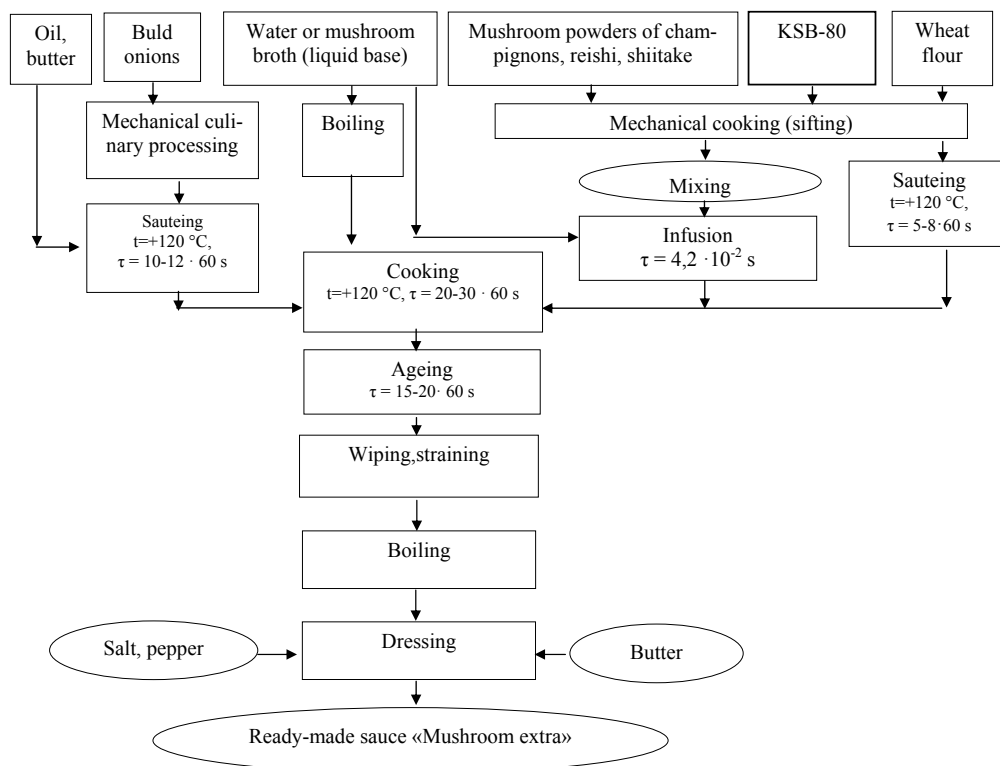 Oil,
butter
Buld
onions
Water or mushroom
broth (liquid base)
Mushroom powders of cham-
pignons, reishi, shiitake
KSB-80
Wheat
flour
Mechanical culi-
nary processing
Boiling
Mechanical cooking (sifting)
Mixing
Sauteing
t=+120 °C,
τ = 5-8·60 s
Sauteing
t=+120 °C,
τ = 10-12 · 60 s
Infusion
τ = 4,2 ·10⁻² s
Cooking
t=+120 °C, τ = 20-30 · 60 s
Ageing
τ = 15-20· 60 s
Wiping,straining
Boiling
Salt, pepper
Dressing
Butter
Ready-made sauce «Mushroom extra»